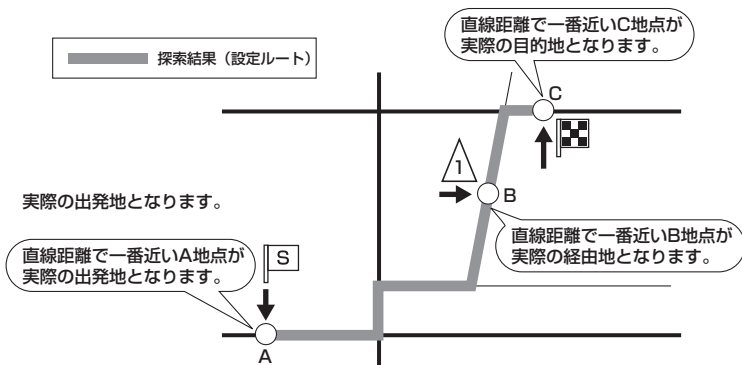 直線距離で一番近いC地点が
実際の目的地となります。
探索結果（設定ルート）
C
1
B
実際の出発地となります。
直線距離で一番近いB地点が
実際の経由地となります。
直線距離で一番近いA地点が
実際の出発地となります。
S
A